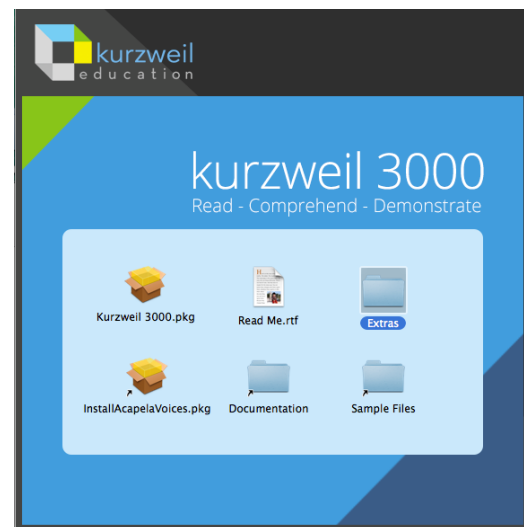 kurzweil
education
kurzweil 3000
Read - Comprehend - Demonstrate
Kurzweil 3000.pkg
Read Me.rtf
Extras
InstallAcapelaVoices.pkg
Documentation
Sample Files